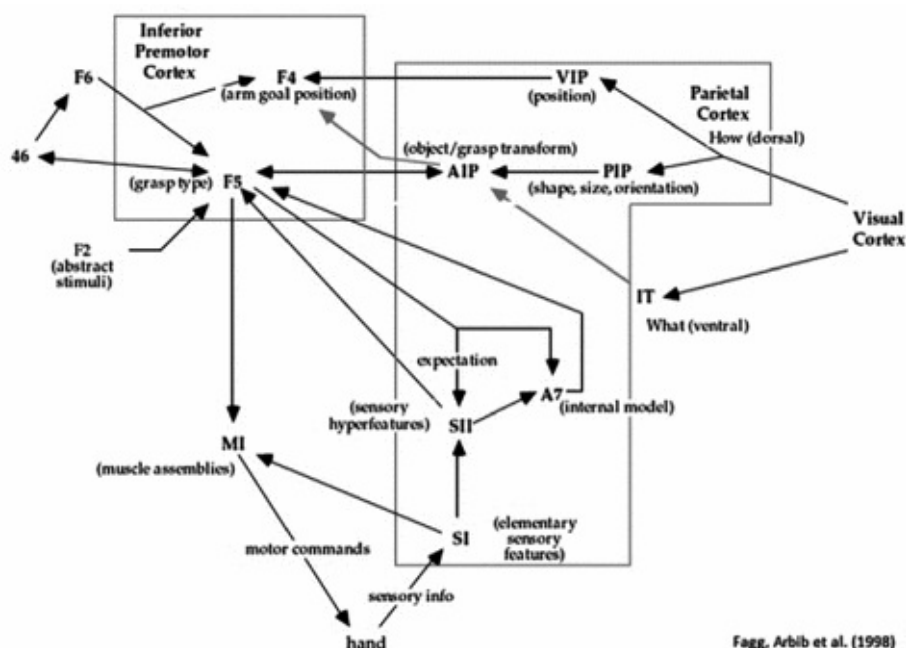 Inferior
Premotor
Cortex
F6
F4
(arm goal position)
VIP
(position)
Parietal
Cortex
How (dorsal)
46
(object/grasp transform)
AIP
PIP
(shape, size, orientation)
(grasp type)
F5
Visual
Cortex
F2
(abstract
stimuli)
IT
What (ventral)
expectation
A7
(internal model)
(sensory
hyperfeatures)
SII
MI
(muscle assemblies)
SI
(elementary
sensory
features)
motor commands
sensory info
hand
Fagg, Arbib et al. (1998)